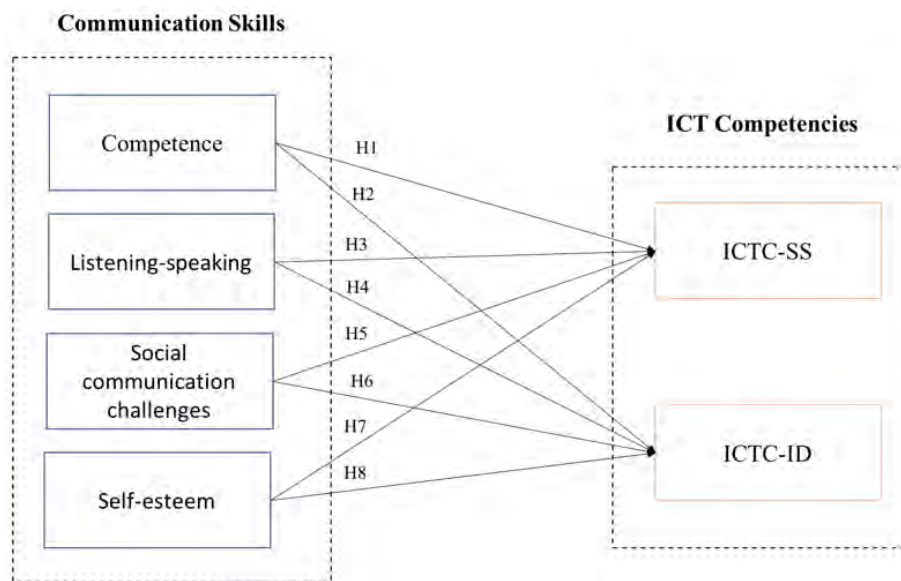 Communication Skills
Competence
Listening-speaking
Social
communication
challenges
Self-esteem
H1
H2
H3
H4
H5
H6
H7
H8
ICT Competencies
ICTC-SS
ICTC-ID